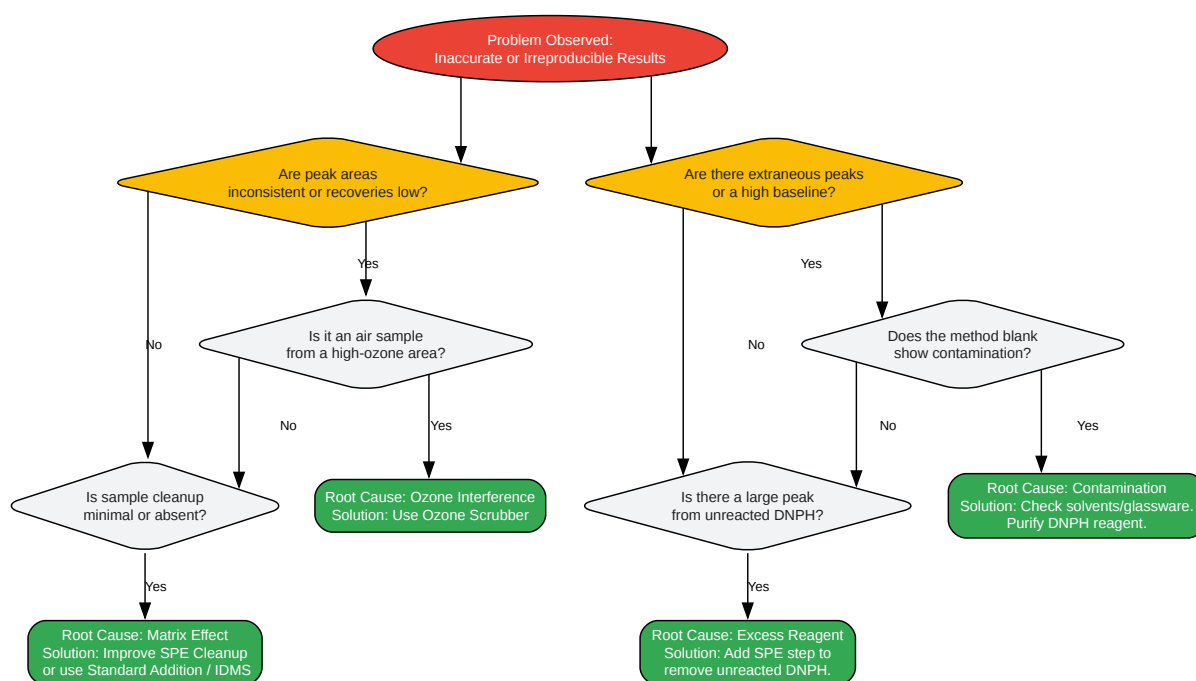 Problem Observed:
Inaccurate or Irreproducible Results
Are peak areas
inconsistent or recoveries low?
Are there extraneous peaks
or a high baseline?
Yes
Yes
Is it an air sample
from a high-ozone area?
Does the method blank
show contamination?
No
No
No
Yes
No
Yes
Is sample cleanup
minimal or absent?
Root Cause: Ozone Interference
Solution: Use Ozone Scrubber
Is there a large peak
from unreacted DNPH?
Root Cause: Contamination
Solution: Check solvents/glassware.
Purify DNPH reagent.
Yes
Yes
Root Cause: Matrix Effect
Solution: Improve SPE Cleanup
or use Standard Addition / IDMS
Root Cause: Excess Reagent
Solution: Add SPE step to
remove unreacted DNPH.